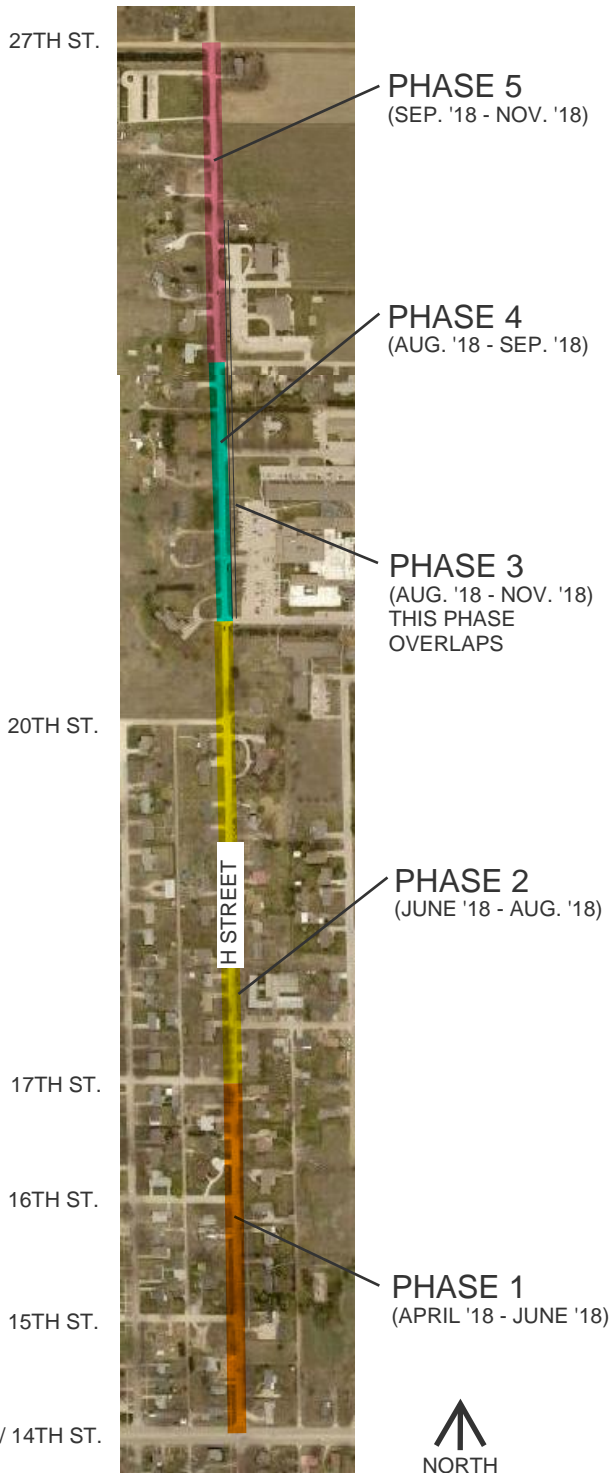 27TH ST.
PHASE 5
(SEP. '18 - NOV. '18)
PHASE 4
(AUG. '18 - SEP. '18)
PHASE 3
(AUG. '18 - NOV. '18)
THIS PHASE
OVERLAPS
20TH ST.
H STREET
PHASE 2
(JUNE '18 - AUG. '18)
17TH ST.
16TH ST.
PHASE 1
(APRIL '18 - JUNE '18)
15TH ST.
/ 14TH ST.
NORTH